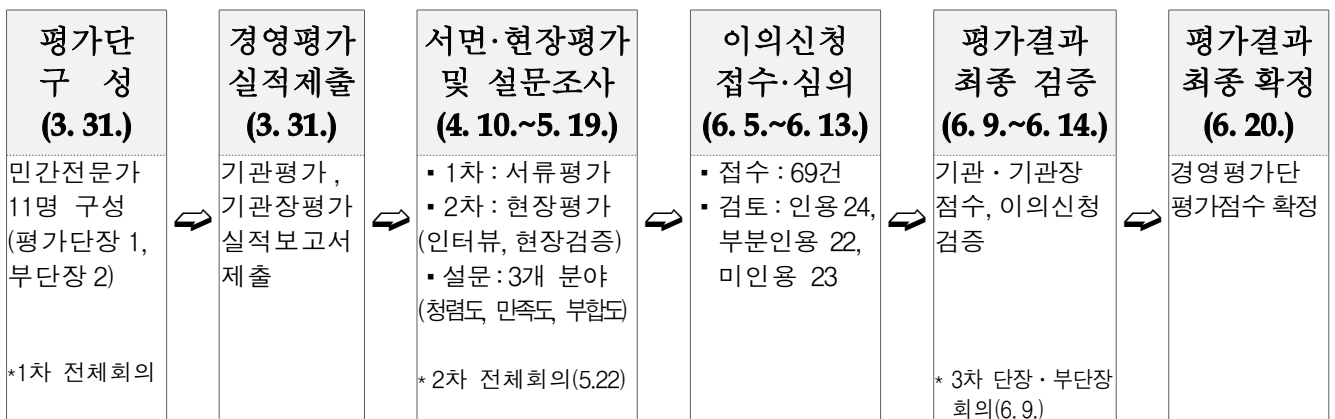 평가단
구 성
(3. 31.)
민간전문가
11명 구성
(평가단장 1,
부단장 2)
*1차 전체회의
경영평가
실적제출
(3. 31.)
기관평가,
기관장평가
실적보고서
제출
서면·현장평가
및 설문조사
(4. 10.~5. 19.)
▪ 1차 : 서류평가
▪ 2차 : 현장평가
(인터뷰, 현장검증)
▪ 설문 : 3개 분야
(청렴도, 만족도, 부합도)
* 2차 전체회의(5.22)
이의신청
접수·심의
(6. 5.~6. 13.)
▪ 접수 : 69건
▪ 검토 : 인용 24,
부분인용 22,
미인용 23
평가결과
최종 검증
(6. 9.~6. 14.)
기관·기관장
점수, 이의신청
검증
* 3차 단장·부단장
회의(6. 9.)
평가결과
최종 확정
(6. 20.)
경영평가단
평가점수 확정